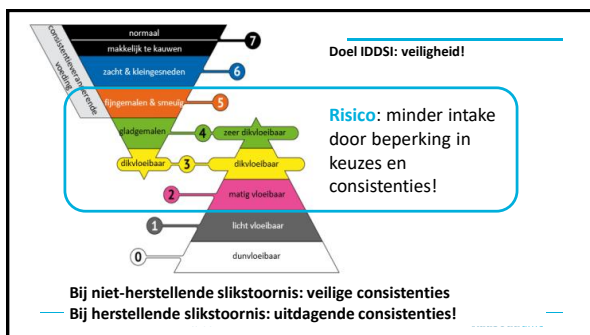 normaal
7
makkelijk te kauwen
Doel IDDSI: veiligheid!
consistentieveranderende
voeding
zacht & kleingesneden
6
fijngemalen & smeuïg
5
Risico: minder intake
door beperking in
keuzes en
consistenties!
gladgemalen
4
zeer dikvloeibaar
dikvloeibaar
3
dikvloeibaar
2
matig vloeibaar
1
licht vloeibaar
0
dunvloeibaar
Bij niet-herstellende slikstoornis: veilige consistenties
Bij herstellende slikstoornis: uitdagende consistenties!